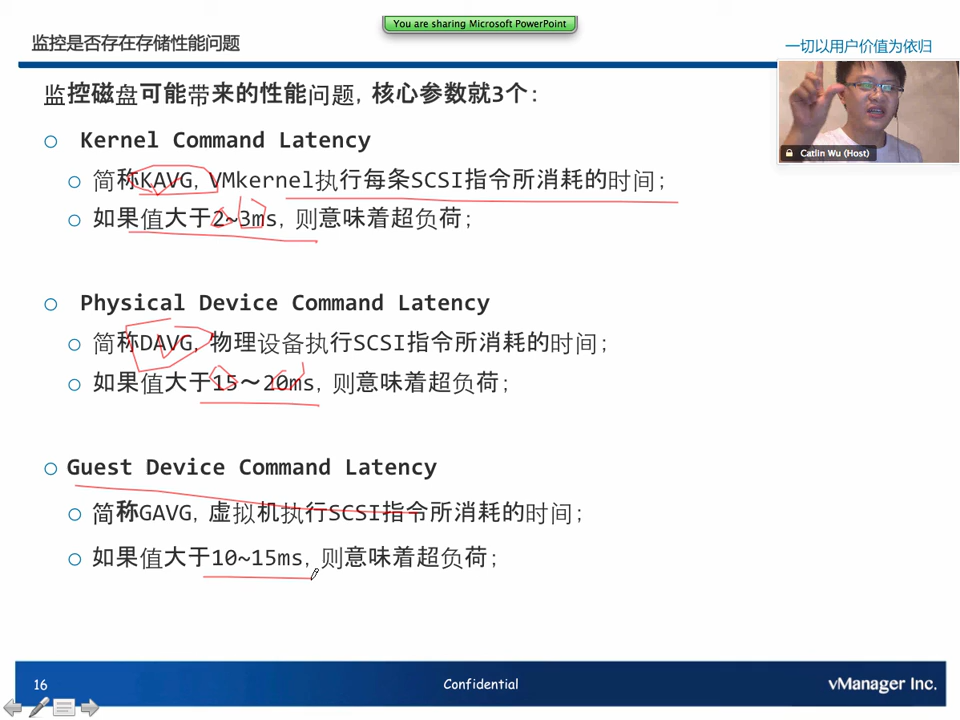 You are sharing Microsoft PowerPoint
监控是否存在存储性能问题
一切以用户价值为依归
监控磁盘可能带来的性能问题，核心参数就3个：
Kernel Command Latency
简称KAVG，VMkernel执行每条SCSI指令所消耗的时间；
如果值大于2~3ms，则意味着超负荷；
Physical Device Command Latency
简称DAVG，物理设备执行SCSI指令所消耗的时间；
如果值大于15～20ms，则意味着超负荷；
Guest Device Command Latency
简称GAVG，虚拟机执行SCSI指令所消耗的时间；
如果值大于10~15ms，则意味着超负荷；
Catlin Wu (Host)
16
Confidential
vManager Inc.